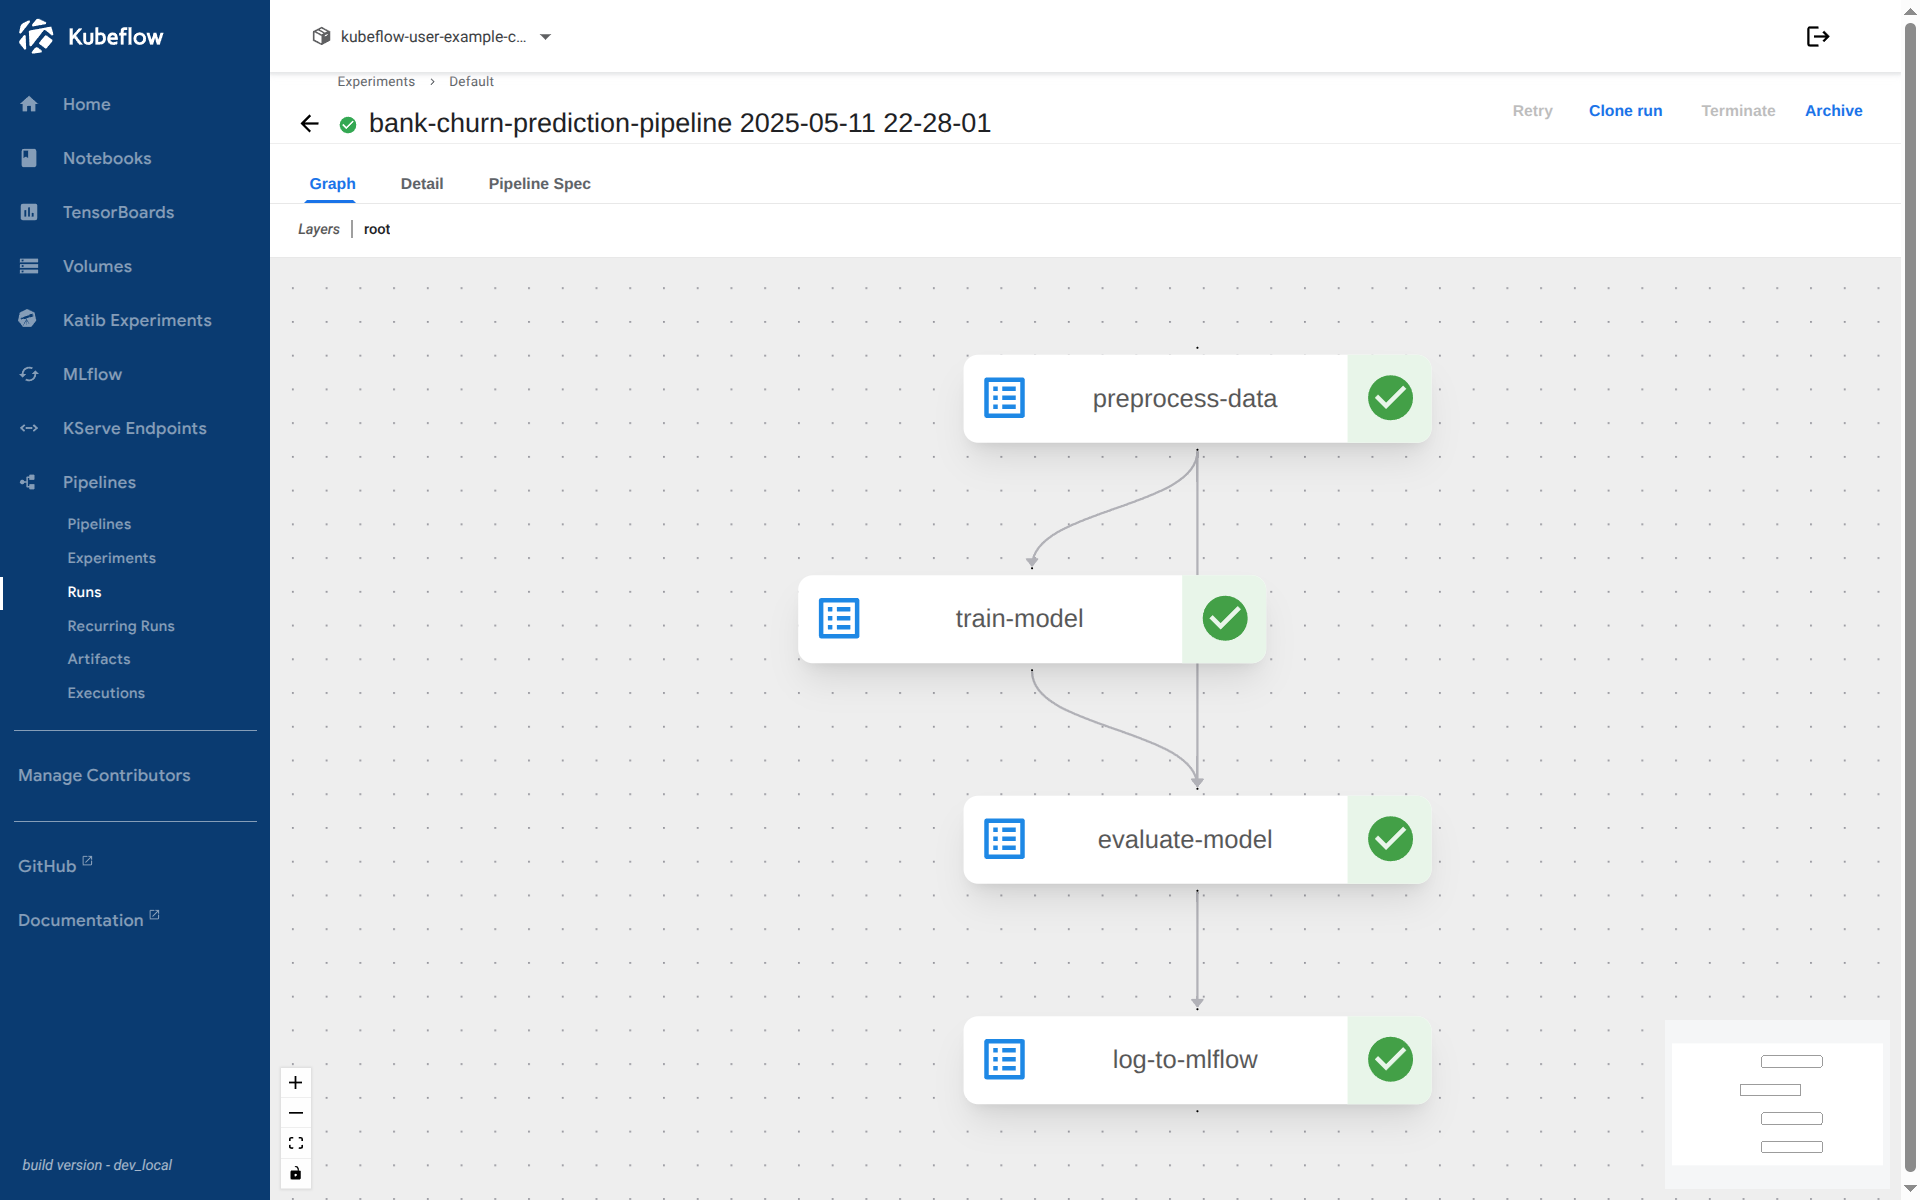 Kubeflow
Home
Notebooks
TensorBoards
Volumes
Katib Experiments
MLflow
KServe Endpoints
Pipelines
Pipelines
Experiments
Runs
Recurring Runs
Artifacts
Executions
Manage Contributors
GitHub
Documentation
build version - dev_local
kubeflow-user-example-c...
Experiments > Default
bank-churn-prediction-pipeline 2025-05-11 22-28-01
Retry Clone run Terminate Archive
Graph Detail Pipeline Spec
Layers | root
preprocess-data
train-model
evaluate-model
log-to-mlflow